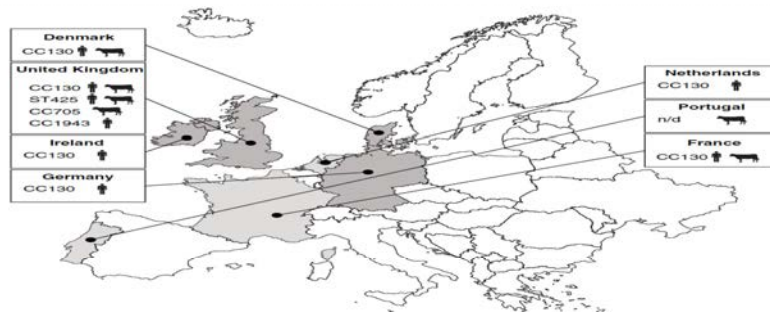 Denmark
CC130
United Kingdom
CC130
ST425
CC705
CC1943
Ireland
CC130
Germany
CC130
Netherlands
CC130
Portugal
n/d
France
CC130